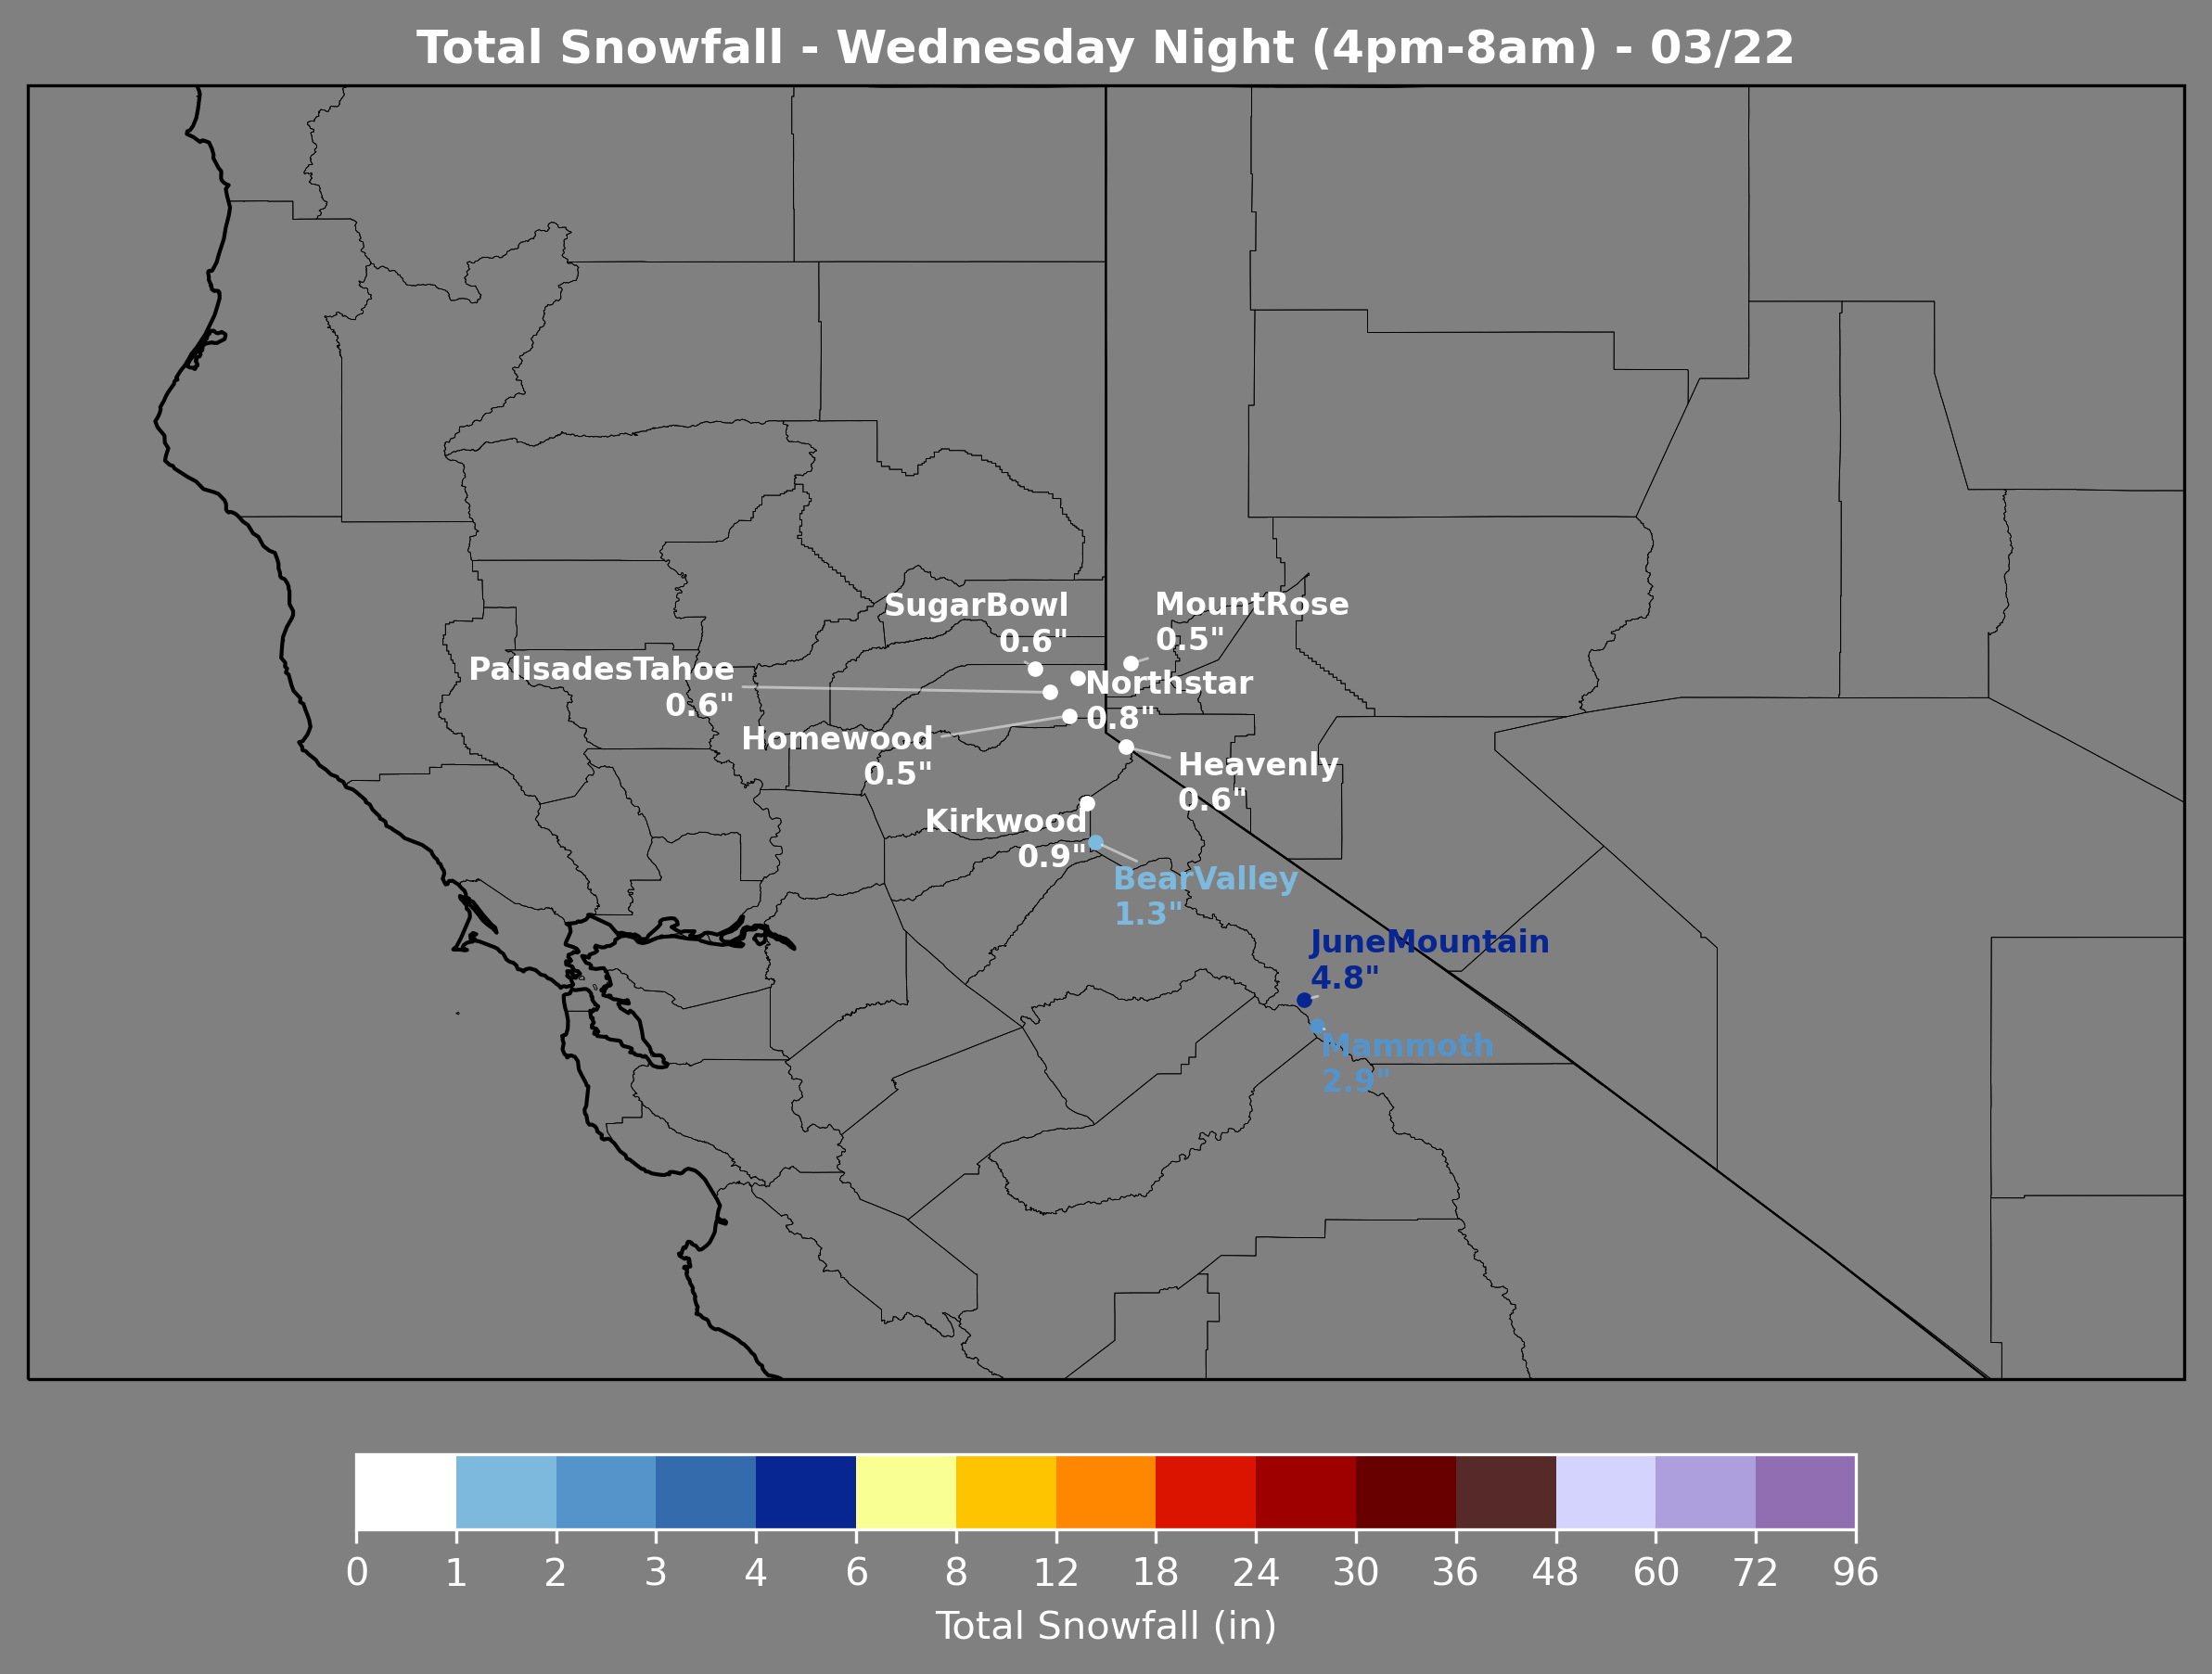 Total Snowfall - Wednesday Night (4pm-8am) - 03/22
SugarBowl
0.6"
MountRose
0.5"
PalisadesTahoe
0.6"
Northstar
0.8"
Homewood
0.5"
Heavenly
0.6"
Kirkwood
0.9"
BearValley
1.3"
JuneMountain
4.8"
Mammoth
2.9"
0 1 2 3 4 6 8 12 18 24 30 36 48 60 72 96
Total Snowfall (in)